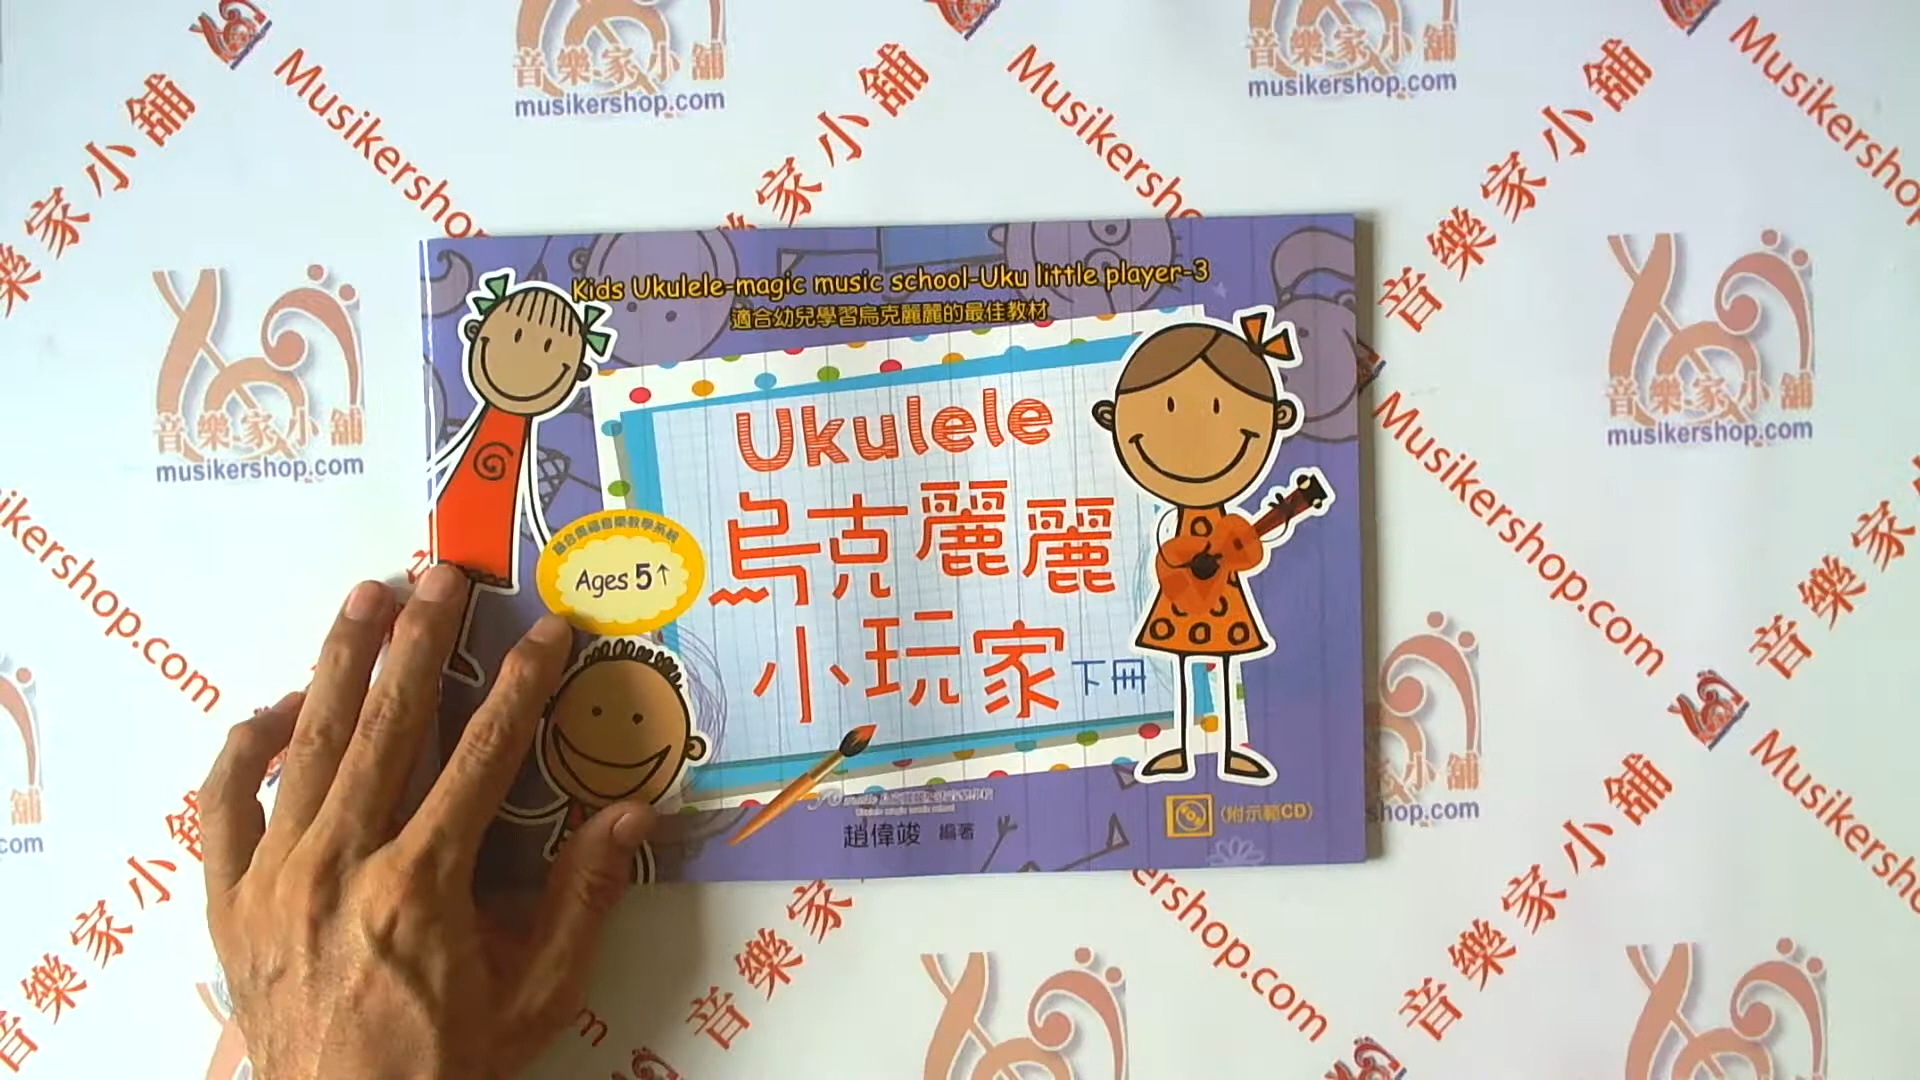 音樂家小舖
musikershop.com
Musikershop.com
Kids Ukulele-magic music school-Uku little player-3
適合幼兒學習烏克麗麗的最佳教材
Ukulele
烏克麗麗
小玩家 下冊
Ages 5↑
趙偉竣 編著
(附示範CD)